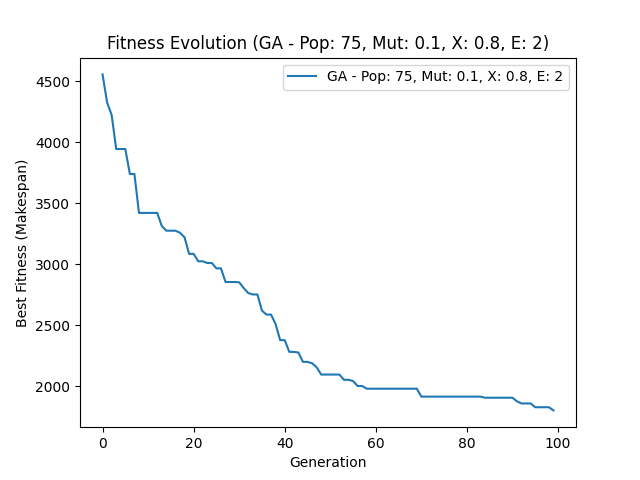 Fitness Evolution (GA - Pop: 75, Mut: 0.1, X: 0.8, E: 2)
GA - Pop: 75, Mut: 0.1, X: 0.8, E: 2
Best Fitness (Makespan)
4500
4000
3500
3000
2500
2000
0 20 40 60 80 100
Generation